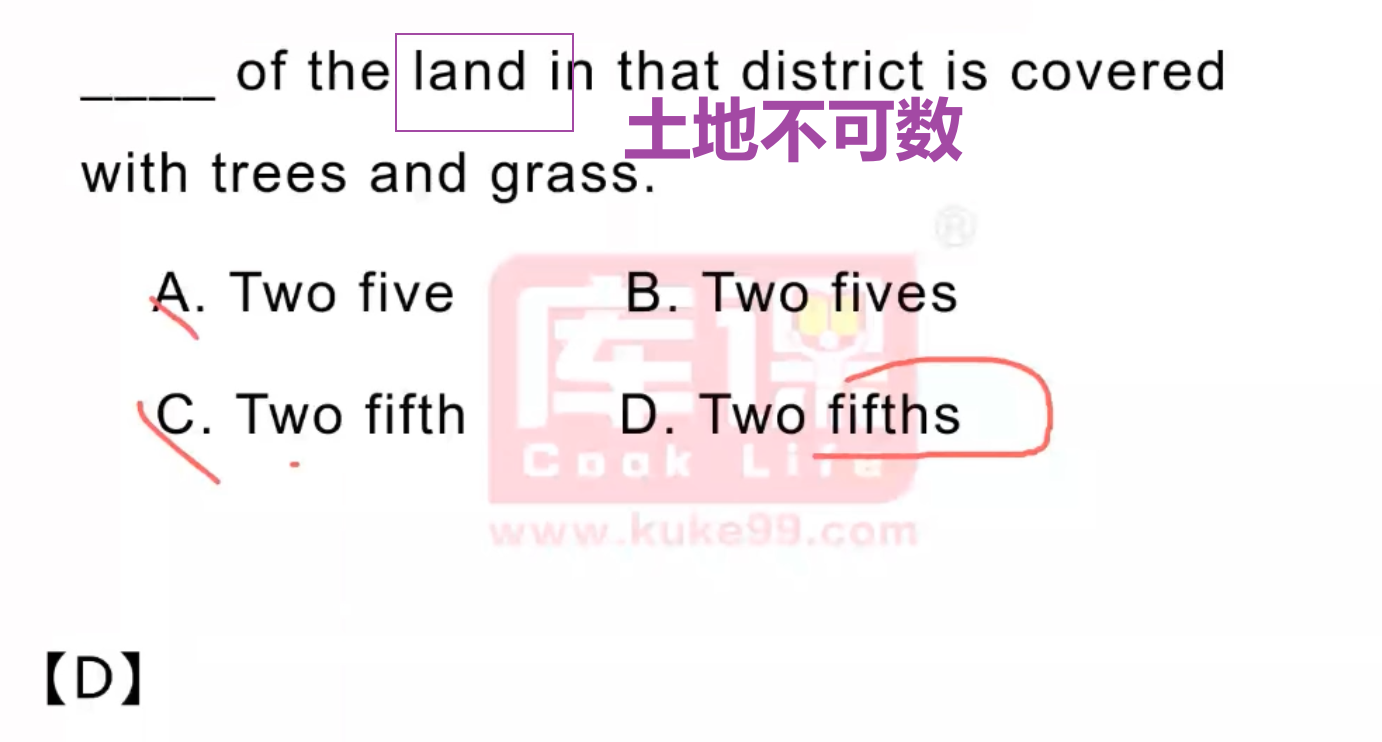 ____ of the land in that district is covered
土地不可数
with trees and grass.
®
A. Two five B. Two fives
C. Two fifth D. Two fifths
库课
Cook Life
www.kuke99.com
【D】